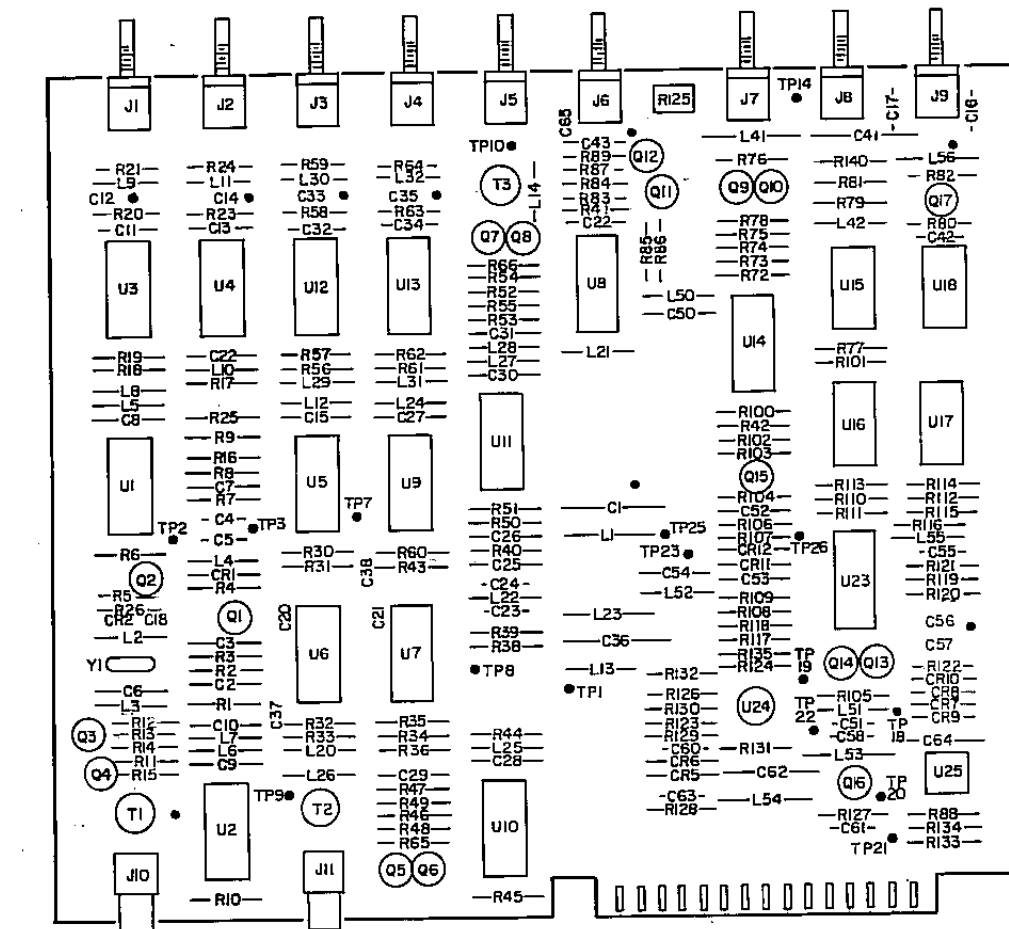 J1 J2 J3 J4 J5 J6 R125 J7 TP14 J8 C17 J9 C16
C65
L41 C41
TP10 C43 Q12
R21 R24 R59 R64 R89 R76 R140 L56
L9 L11 L30 L32 T3 L14 R87 R84 Q11 Q9 Q10 R81 R82
C12 C14 C33 C35 R83 R79 Q17
R20 R23 R58 R63 R41 R78 L42 R80
C11 C13 C32 C34 Q7 Q8 C22 R85 R86 R75 C42
R74
R66 R73
R54 R72
U3 U4 U12 U13 R52 U8 L50 U15 U18
R55 C50
R53
C31 U14
R19 C22 R57 R62 L28 L21 R77
R18 L10 R56 R61 L27 R101
R17 L29 L31 C30
L8
L5 L12 L24
C8 R25 C15 C27 R100
R9 U11 R42 U16 U17
R102
R16 R103
R8 Q15
U1 C7 U5 U9 R113 R114
R7 R104 R110 R112
C4 TP3 TP7 R51 C1 C52 R111 R115
TP2 C5 R50 R106 R116
C26 L1 TP25 R107 TP26 L55
R6 R30 R60 R40 TP23 CR12 C55
L4 R31 C38 R43 C25 C54 CR11 U23 R121
Q2 CR1 C24 C53 R119
R4 L52 R120
R5 L22 R109
R26 Q1 C20 C21 C23 L23 R108
CR2 C18 R118 C56
L2 C3 R39 C36 R117 C57
R3 U6 U7 R38 R135 TP19 Q14 Q13
Y1 R2 TP8 L13 R132 R124 R122
C2 TP1 CR10
C6 R126 R105 CR8
L3 R1 R130 U24 TP22 L51 CR7
R12 C10 C37 R32 R35 R123 C51 TP18 CR9
Q3 R13 L7 R33 R34 R44 R129 C58
R14 L6 L20 R36 L25 C60 R131 L53 C64
R11 C9 C28 CR6
Q4 R15 L26 C29 CR5 C62 Q16 U25
R47
TP9 R49 C63 L54 TP20
T1 T2 R46 R128 R127 R88
U2 R48 U10 C61 R134
R65 TP21 R133
J10 J11 Q5 Q6
R10 R45